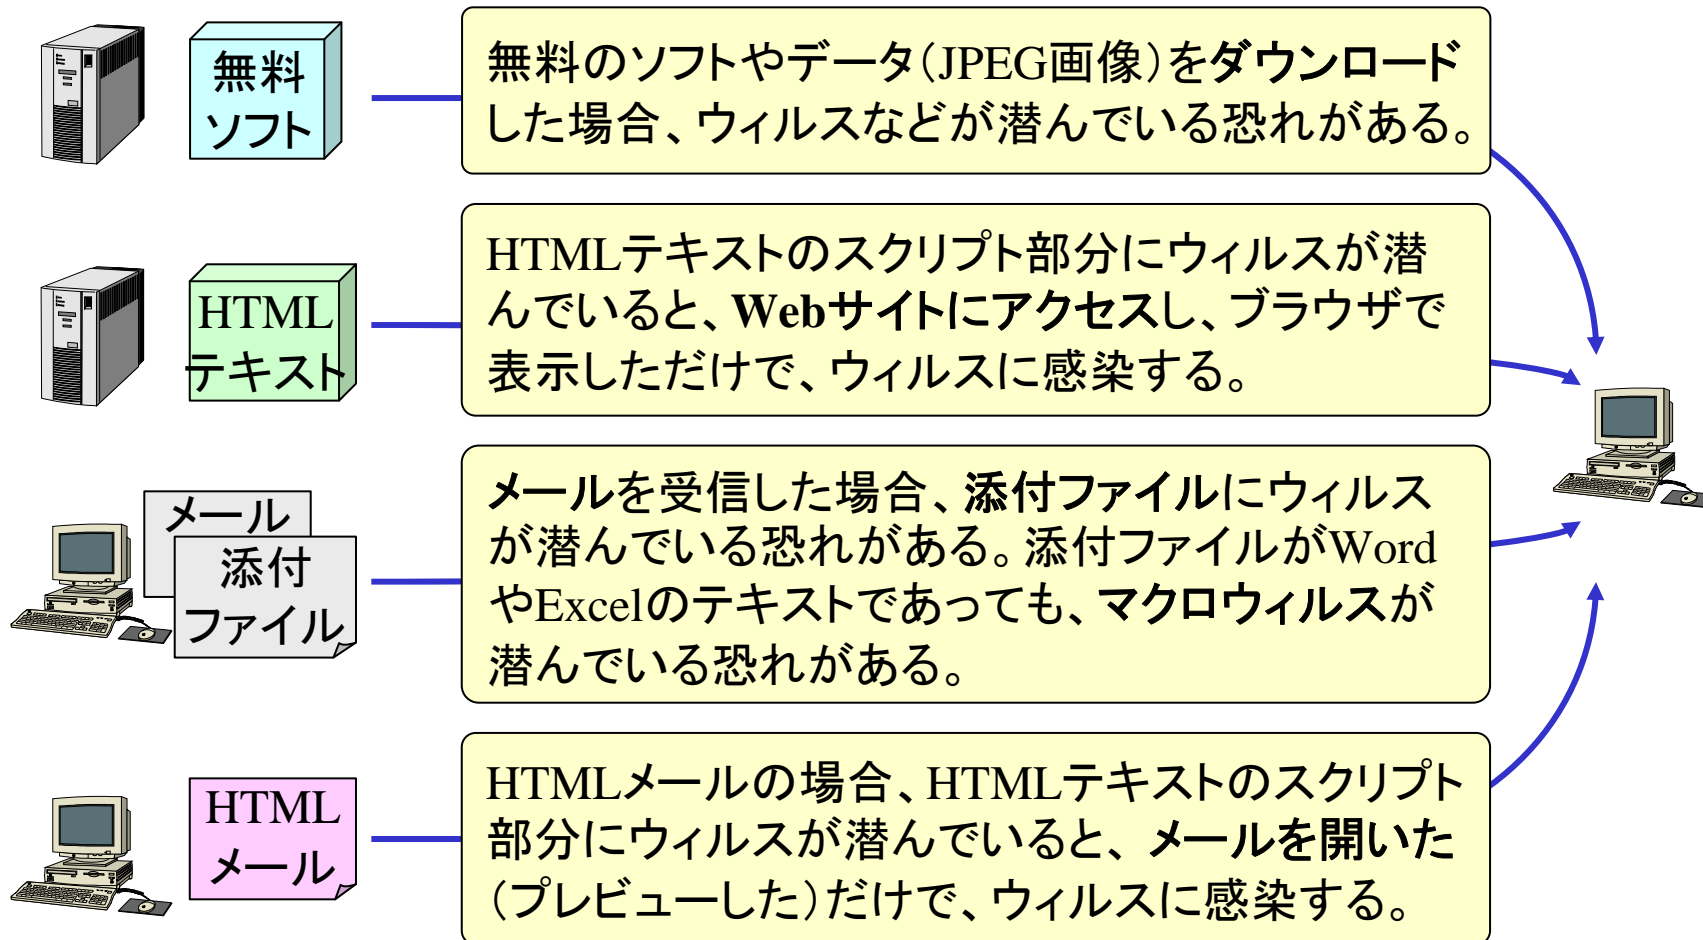 無料
ソフト
無料のソフトやデータ(JPEG画像)をダウンロード
した場合、ウィルスなどが潜んでいる恐れがある。
HTML
テキスト
HTMLテキストのスクリプト部分にウィルスが潜
んでいると、Webサイトにアクセスし、ブラウザで
表示しただけで、ウィルスに感染する。
メール
添付
ファイル
メールを受信した場合、添付ファイルにウィルス
が潜んでいる恐れがある。添付ファイルがWord
やExcelのテキストであっても、マクロウィルスが
潜んでいる恐れがある。
HTML
メール
HTMLメールの場合、HTMLテキストのスクリプト
部分にウィルスが潜んでいると、メールを開いた
(プレビューした)だけで、ウィルスに感染する。